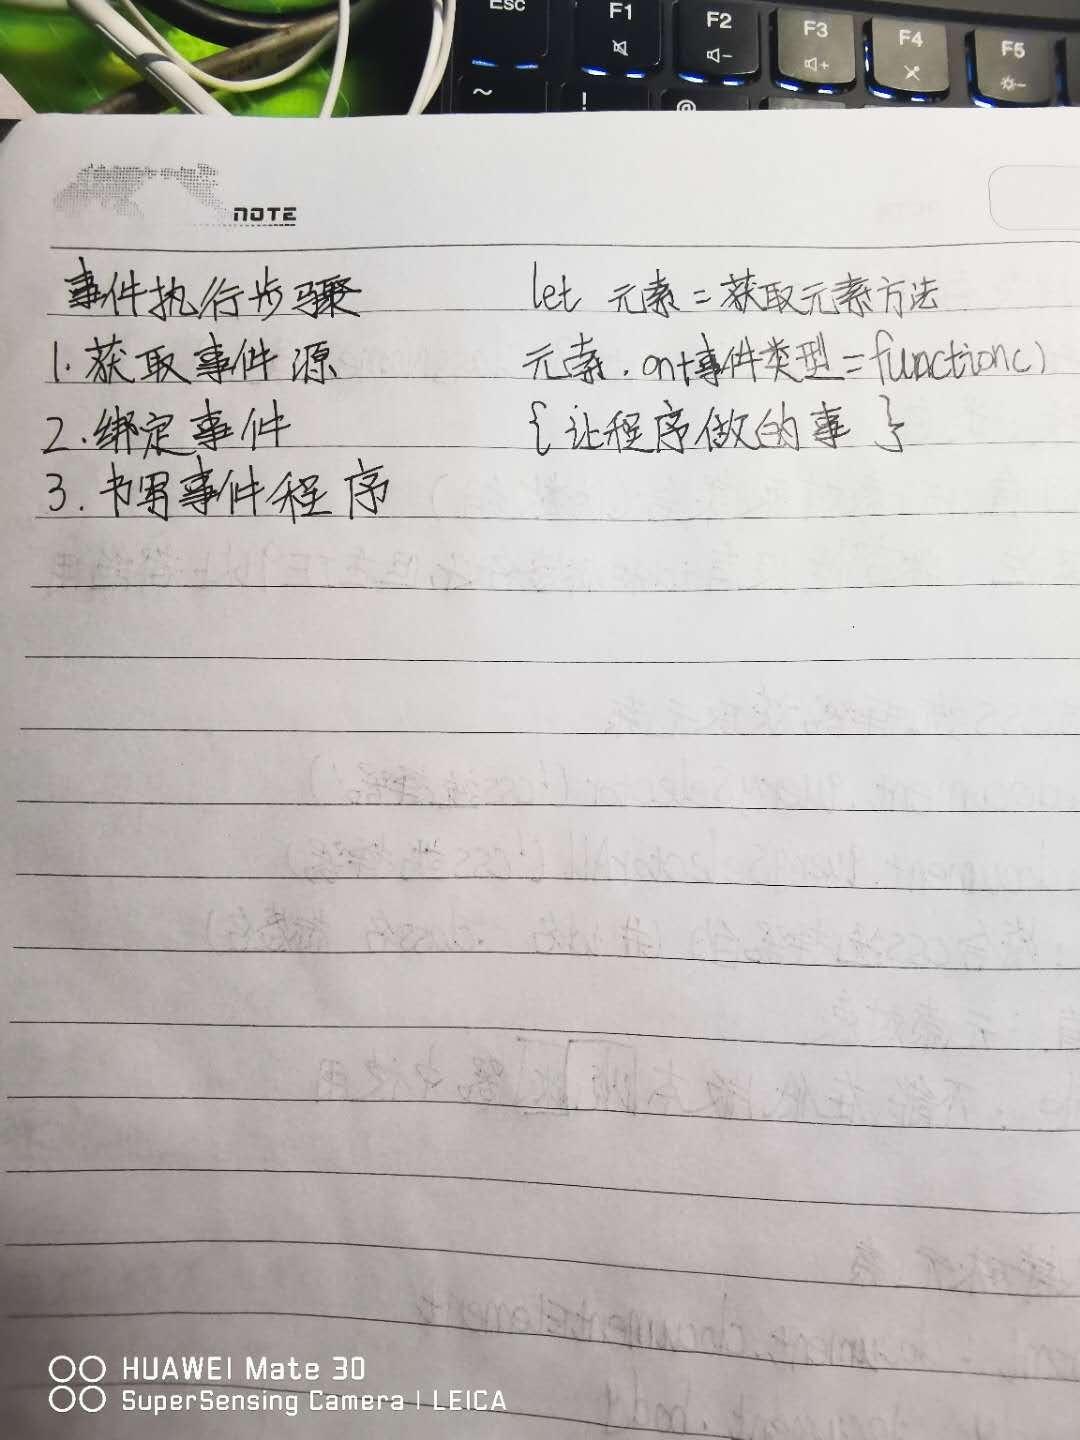 Esc F1 F2 F3 F4 F5
~ ! @
NOTE
事件执行步骤
1.获取事件源
2.绑定事件
3.书写事件程序
let 元素=获取元素方法
元素.on+事件类型=function()
{让程序做的事}
HUAWEI Mate 30
SuperSensing Camera | LEICA